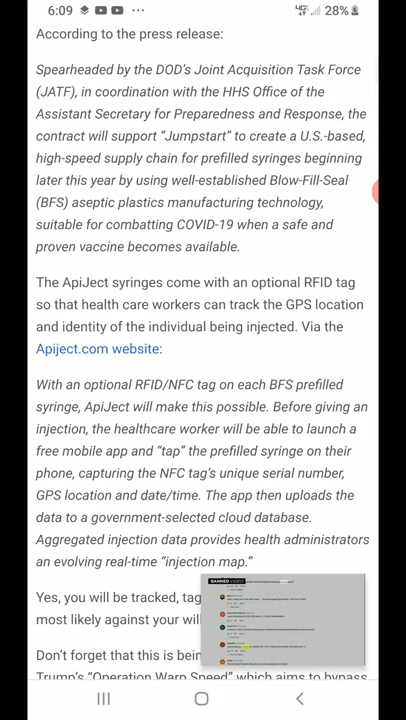 6:09 28%
According to the press release:
Spearheaded by the DOD's Joint Acquisition Task Force
(JATF), in coordination with the HHS Office of the
Assistant Secretary for Preparedness and Response, the
contract will support "Jumpstart" to create a U.S.-based,
high-speed supply chain for prefilled syringes beginning
later this year by using well-established Blow-Fill-Seal
(BFS) aseptic plastics manufacturing technology,
suitable for combatting COVID-19 when a safe and
proven vaccine becomes available.
The ApiJect syringes come with an optional RFID tag
so that health care workers can track the GPS location
and identity of the individual being injected. Via the
Apiject.com website:
With an optional RFID/NFC tag on each BFS prefilled
syringe, ApiJect will make this possible. Before giving an
injection, the healthcare worker will be able to launch a
free mobile app and "tap" the prefilled syringe on their
phone, capturing the NFC tag's unique serial number,
GPS location and date/time. The app then uploads the
data to a government-selected cloud database.
Aggregated injection data provides health administrators
an evolving real-time "injection map."
Yes, you will be tracked, tag
most likely against your wil
Don't forget that this is bein
Trump's "Operation Warp Speed" which aims to bypass
BANNED.VIDEO